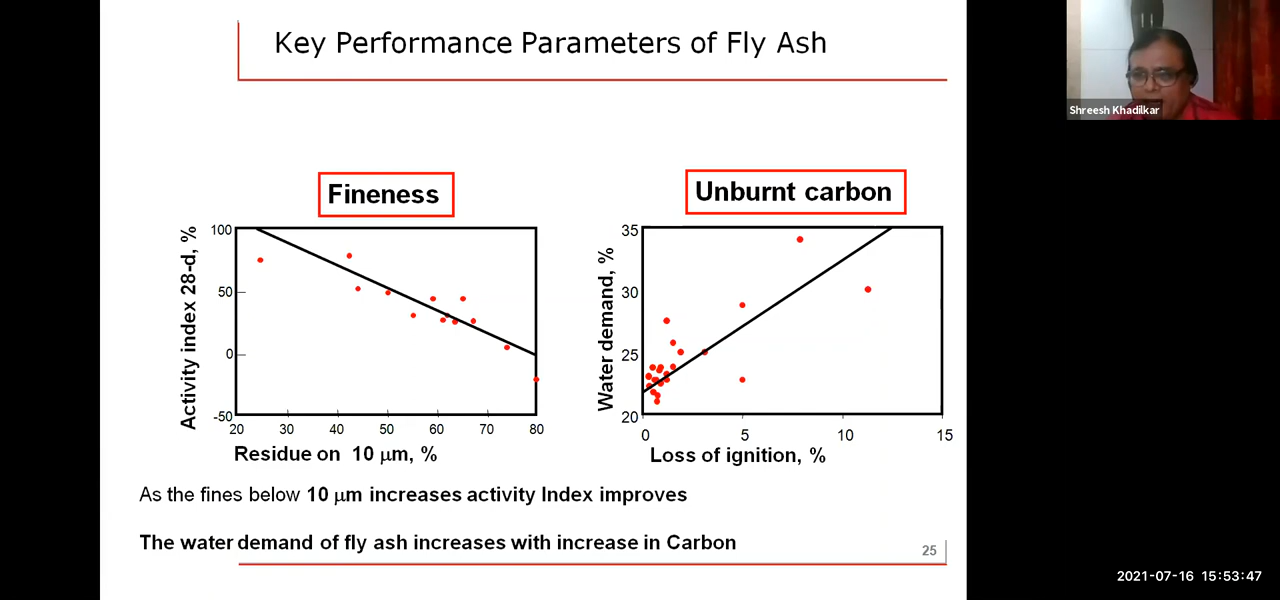 Key Performance Parameters of Fly Ash
Shreesh Khadilkar
Fineness
Activity index 28-d, %
100
50
0
-50
20 30 40 50 60 70 80
Residue on 10 μm, %
Unburnt carbon
Water demand, %
35
30
25
20
0 5 10 15
Loss of ignition, %
As the fines below 10 μm increases activity Index improves
The water demand of fly ash increases with increase in Carbon
25
2021-07-16 15:53:47